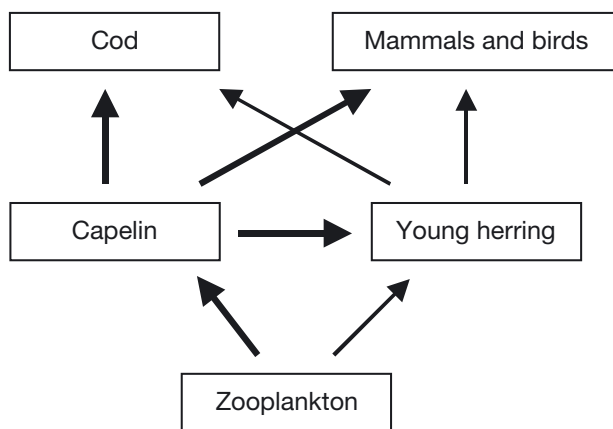 Cod
Mammals and birds
Capelin
Young herring
Zooplankton